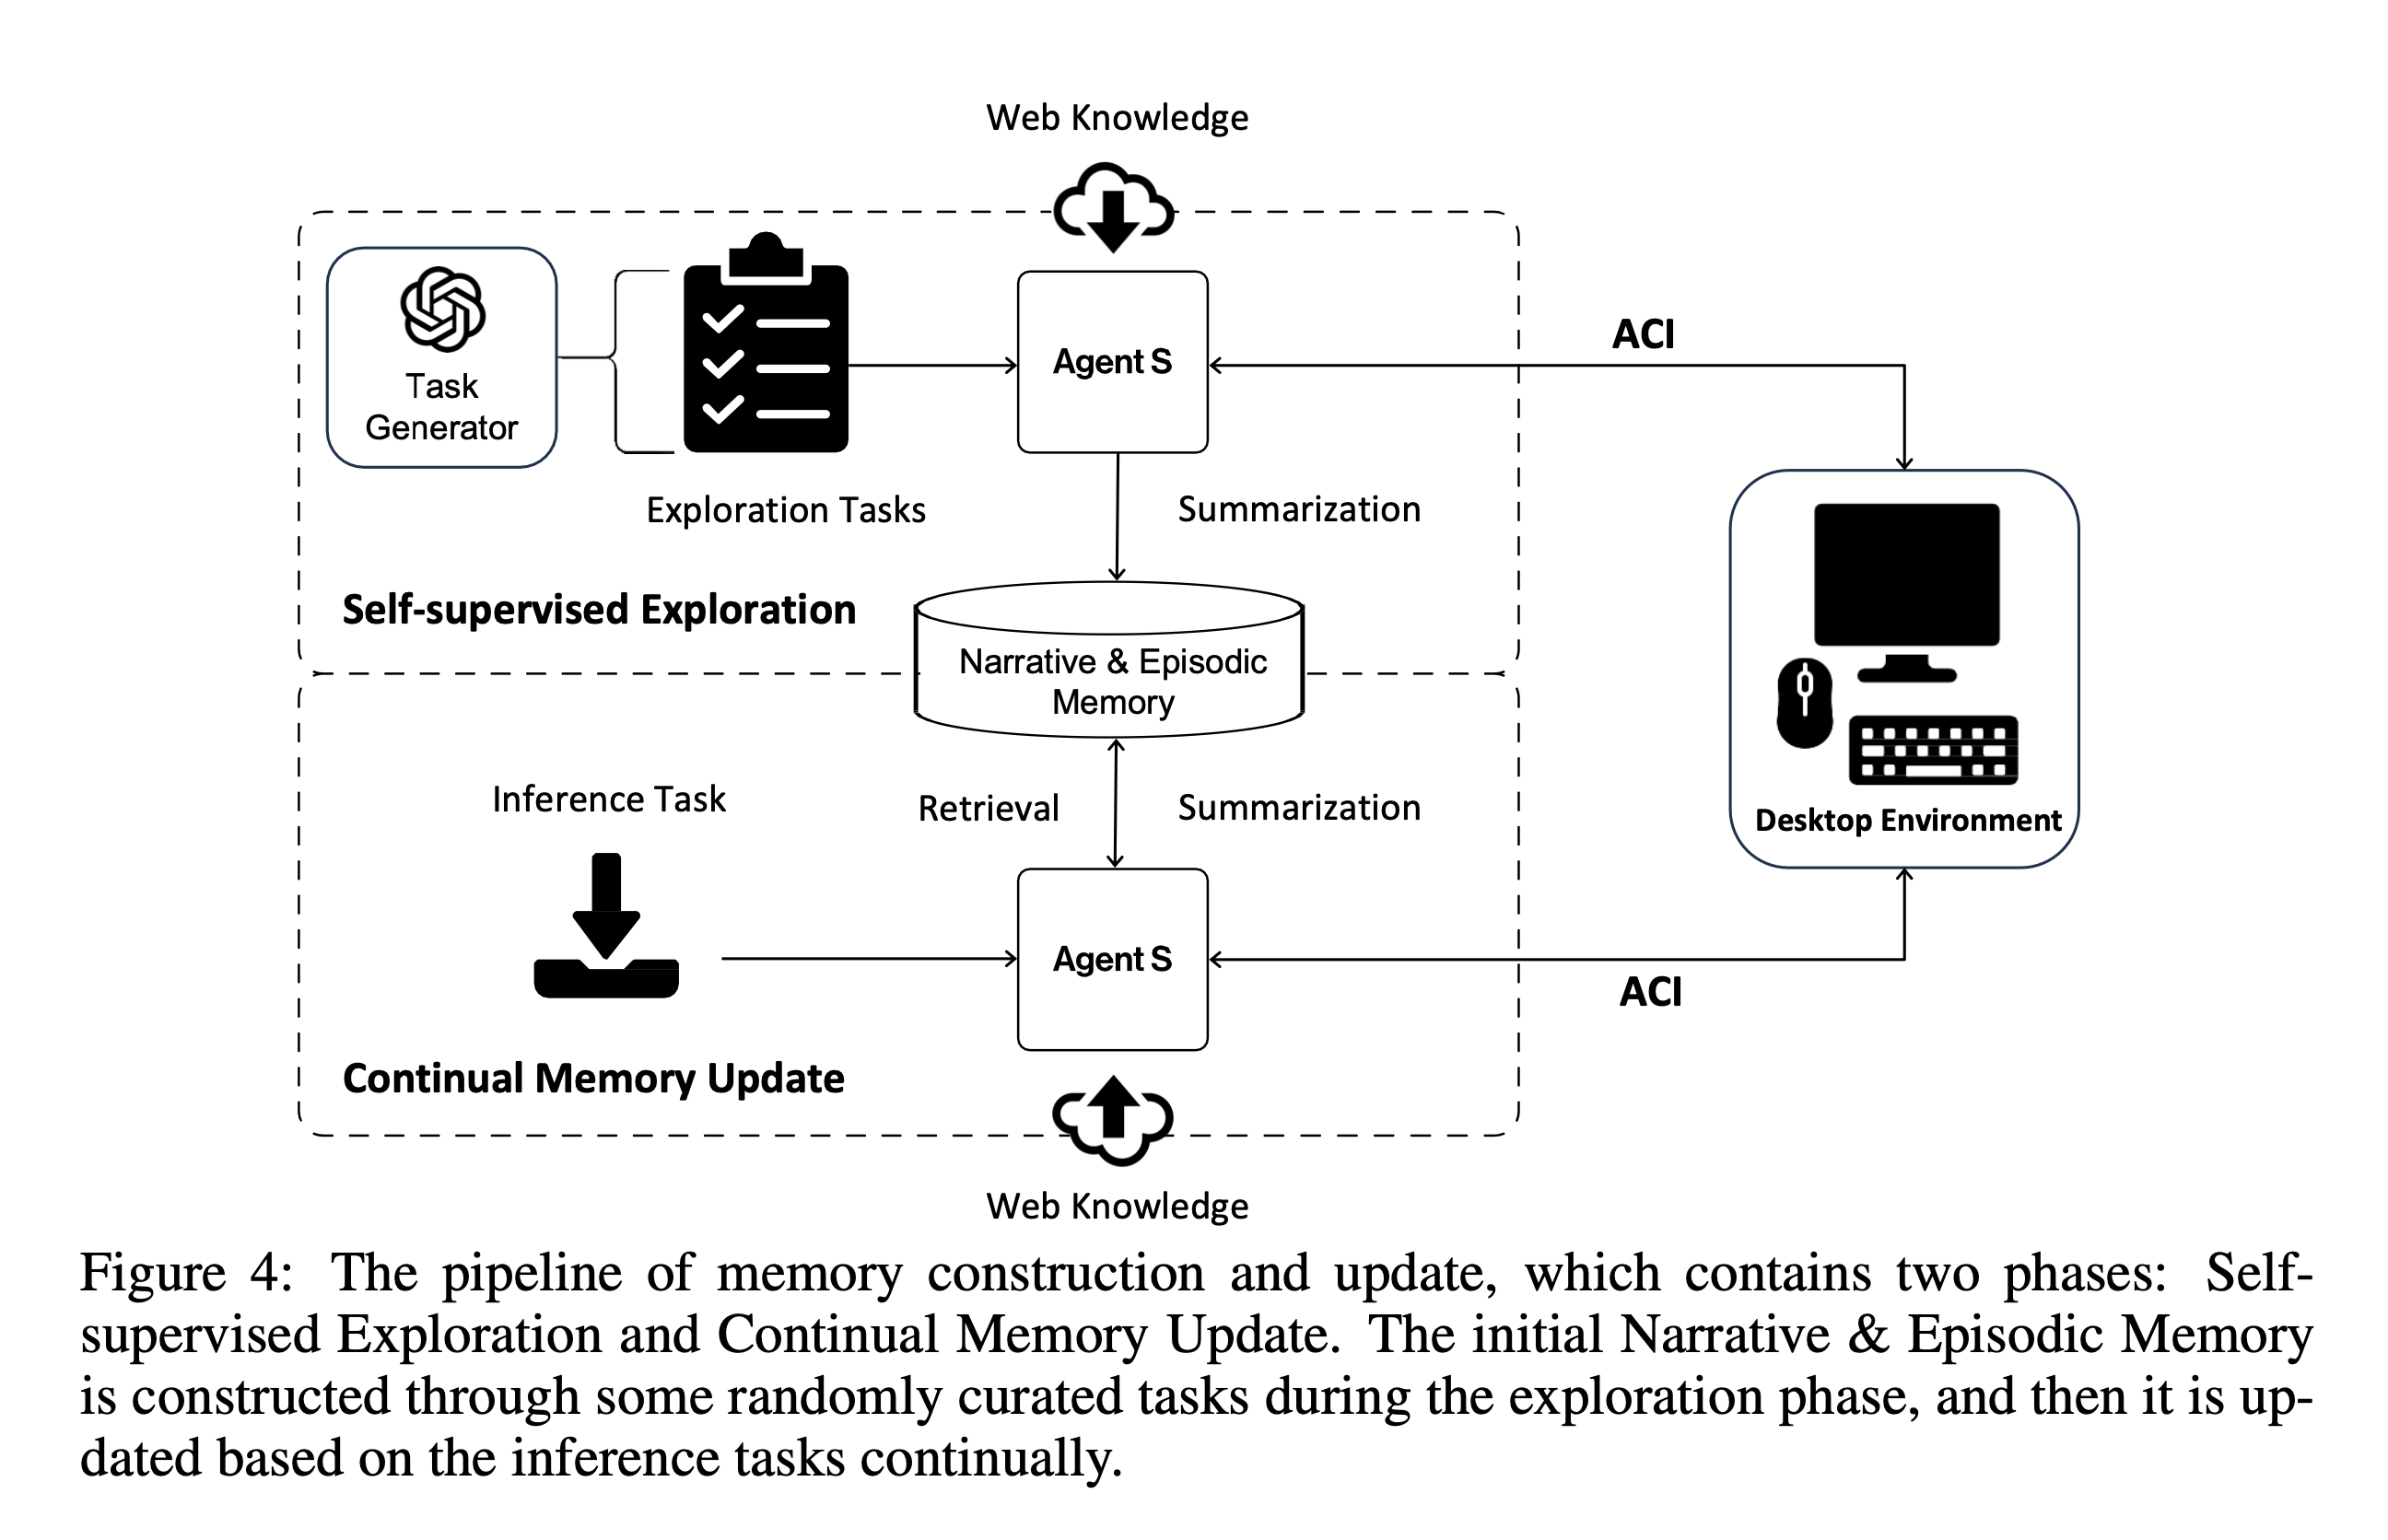 Web Knowledge
Task
Generator
Agent S
ACI
Exploration Tasks
Summarization
Self-supervised Exploration
Narrative & Episodic
Memory
Inference Task
Retrieval
Summarization
Desktop Environment
Agent S
ACI
Continual Memory Update
Web Knowledge
Figure 4: The pipeline of memory construction and update, which contains two phases: Self-
supervised Exploration and Continual Memory Update. The initial Narrative & Episodic Memory
is constructed through some randomly curated tasks during the exploration phase, and then it is up-
dated based on the inference tasks continually.